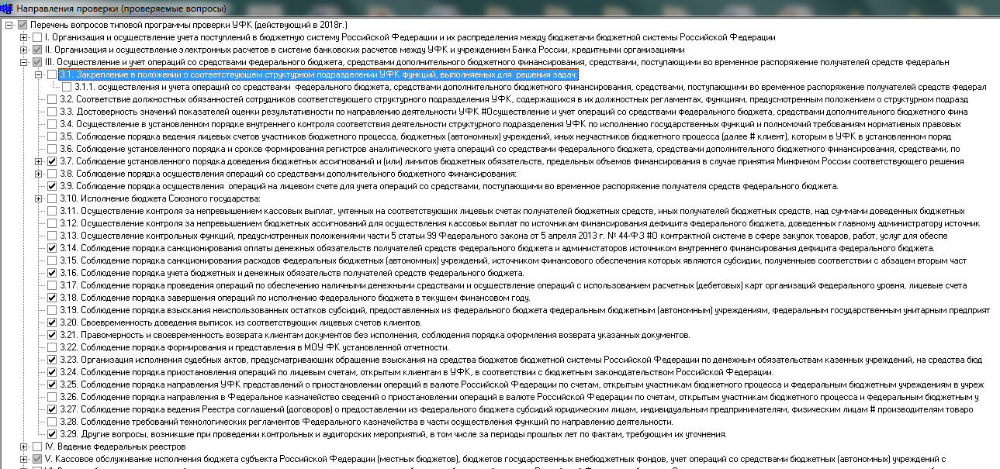 Направления проверки (проверяемые вопросы)
Перечень вопросов типовой программы проверки УФК (действующий в 2018г.)
I. Организация и осуществление учета поступлений в бюджетную систему Российской Федерации и их распределения между бюджетами бюджетной системы Российской Федерации
II. Организация и осуществление электронных расчетов в системе банковских расчетов между УФК и учреждением Банка России, кредитными организациями
III. Осуществление и учет операций со средствами федерального бюджета, средствами дополнительного бюджетного финансирования, средствами, поступающими во временное распоряжение получателей средств Федеральн
3.1. Закрепление в положении о соответствующем структурном подразделении УФК функций, выполняемых для решения задач:
3.1.1. осуществления и учета операций со средствами Федерального бюджета, средствами дополнительного бюджетного финансирования, средствами, поступающими во временное распоряжение получателей средств Федерал
3.2. Соответствие должностных обязанностей сотрудников соответствующего структурного подразделения УФК, содержащихся в их должностных регламентах, функциям, предусмотренным положением о структурном подразд
3.3. Достоверность значений показателей оценки результативности по направлению деятельности УФК #Осуществление и учет операций со средствами федерального бюджета, средствами дополнительного бюджетного фина
3.4. Осуществление в установленном порядке внутреннего контроля соответствия деятельности структурного подразделения УФК по исполнению государственных функций и полномочий требованиям нормативных правовых
3.5. Соблюдение порядка ведения лицевых счетов участников бюджетного процесса, бюджетных (автономных) учреждений, иных неучастников бюджетного процесса (далее # клиент), которым в УФК в установленном поряд
3.6. Соблюдение установленного порядка и сроков формирования регистров аналитического учета операций со средствами федерального бюджета, средствами дополнительного бюджетного финансирования, средствами, по
3.7. Соблюдение установленного порядка доведения бюджетных ассигнований и (или) лимитов бюджетных обязательств, предельных объемов финансирования в случае принятия Минфином России соответствующего решения
3.8. Соблюдение порядка осуществления операций со средствами дополнительного бюджетного финансирования:
3.9. Соблюдение порядка осуществления операций на лицевом счете для учета операций со средствами, поступающими во временное распоряжение получателя средств федерального бюджета.
3.10. Исполнение бюджета Союзного государства:
3.11. Осуществление контроля за непревышением кассовых выплат, учтенных на соответствующих лицевых счетах получателей бюджетных средств, иных получателей бюджетных средств, над суммами доведенных бюджетных
3.12. Осуществление контроля за непревышением бюджетных ассигнований для осуществления кассовых выплат по источникам финансирования дефицита федерального бюджета, доведенных главному администратору источник
3.13. Осуществление контрольных функций, предусмотренных положениями части 5 статьи 99 Федерального закона от 5 апреля 2013 г. № 44-ФЗ #О контрактной системе в сфере закупок товаров, работ, услуг для обеспе
3.14. Соблюдение порядка санкционирования оплаты денежных обязательств получателей средств федерального бюджета и администаторов источником внутреннего финансирования дефицита федерального бюджета.
3.15. Соблюдение порядка санкционирования расходов федеральных бюджетных (автономных) учреждений, источником финансового обеспечения которых являются субсидии, полученныев соответствии с абзацем вторым част
3.16. Соблюдение порядка учета бюджетных и денежных обязательств получателей средств федерального бюджета.
3.17. Соблюдение порядка проведения операций по обеспечению наличными денежными средствами и осуществление операций с использованием расчетных (дебетовых) карт организаций федерального уровня, лицевые счета
3.18. Соблюдение порядка завершения операций по исполнению федерального бюджета в текущем финансовом году.
3.19. Соблюдение порядка взыскания неиспользованных остатков субсидий, предоставленных из федерального бюджета федеральным бюджетным (автономным) учреждениям, федеральным государственным унитарным предприят
3.20. Своевременность доведения выписок из соответствующих лицевых счетов клиентов.
3.21. Правомерность и своевременность возврата клиентам документов без исполнения, соблюдения порядка оформления возврата указанных документов.
3.22. Соблюдение порядка формирования и представления в МОУ ФК установленной отчетности.
3.23. Организация исполнения судебных актов, предусматривающих обращение взыскания на средства бюджетов бюджетной системы Российской Федерации по денежным обязательствам казенных учреждений, на средства бюд
3.24. Соблюдение порядка приостановления операций по лицевым счетам, открытым клиентам в УФК, в соответствии с бюджетным законодательством Российской Федерации.
3.25. Соблюдение порядка направления УФК представлений о приостановлении операций в валюте Российской Федерации по счетам, открытым участникам бюджетного процесса и федеральным бюджетным учреждениям в учреж
3.26. Соблюдение порядка направления в Федеральное казначейство сведений о приостановлении операций в валюте Российской Федерации по счетам, открытым участникам бюджетного процесса и Федеральным бюджетным у
3.27. Соблюдение порядка ведения Реестра соглашений (договоров) о предоставлении из Федерального бюджета субсидий юридическим лицам, индивидуальным предпринимателям, физическим лицам # производителям товаро
3.28. Соблюдение требований технологических регламентов Федерального казначейства в части осуществления функций по направлению деятельности.
3.29. Другие вопросы, возникшие при проведении контрольных и аудиторских мероприятий, в том числе за периоды прошлых лет по фактам, требующим их уточнения.
IV. Ведение федеральных реестров
V. Кассовое обслуживание исполнения бюджета субъекта Российской Федерации (местных бюджетов), бюджетов государственных внебюджетных фондов, учет операций со средствами бюджетных (автономных) учреждений с